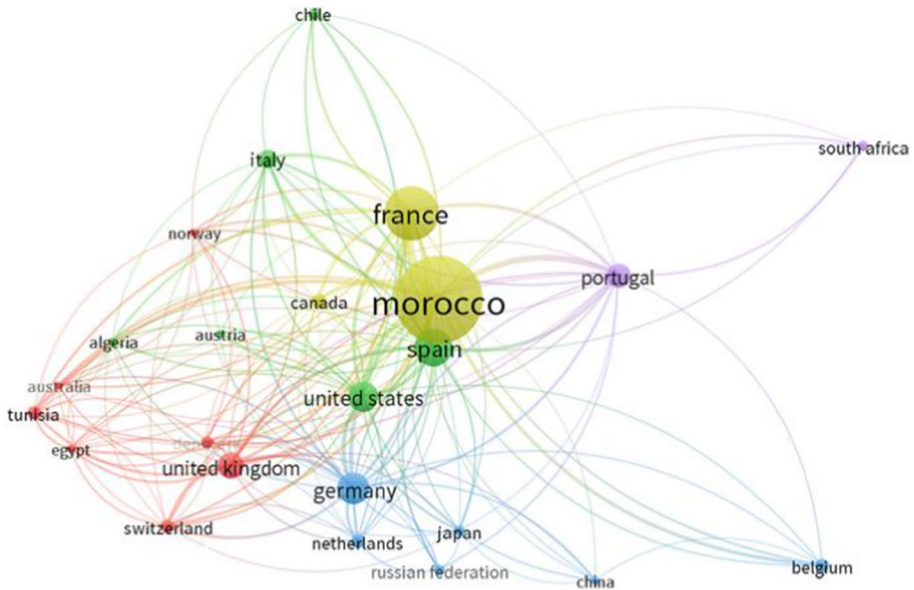 chile
south africa
italy
france
norway
portugal
canada
morocco
austria
algeria
spain
australia
united states
tunisia
egypt
united kingdom
germany
switzerland
japan
netherlands
russian federation
belgium
china